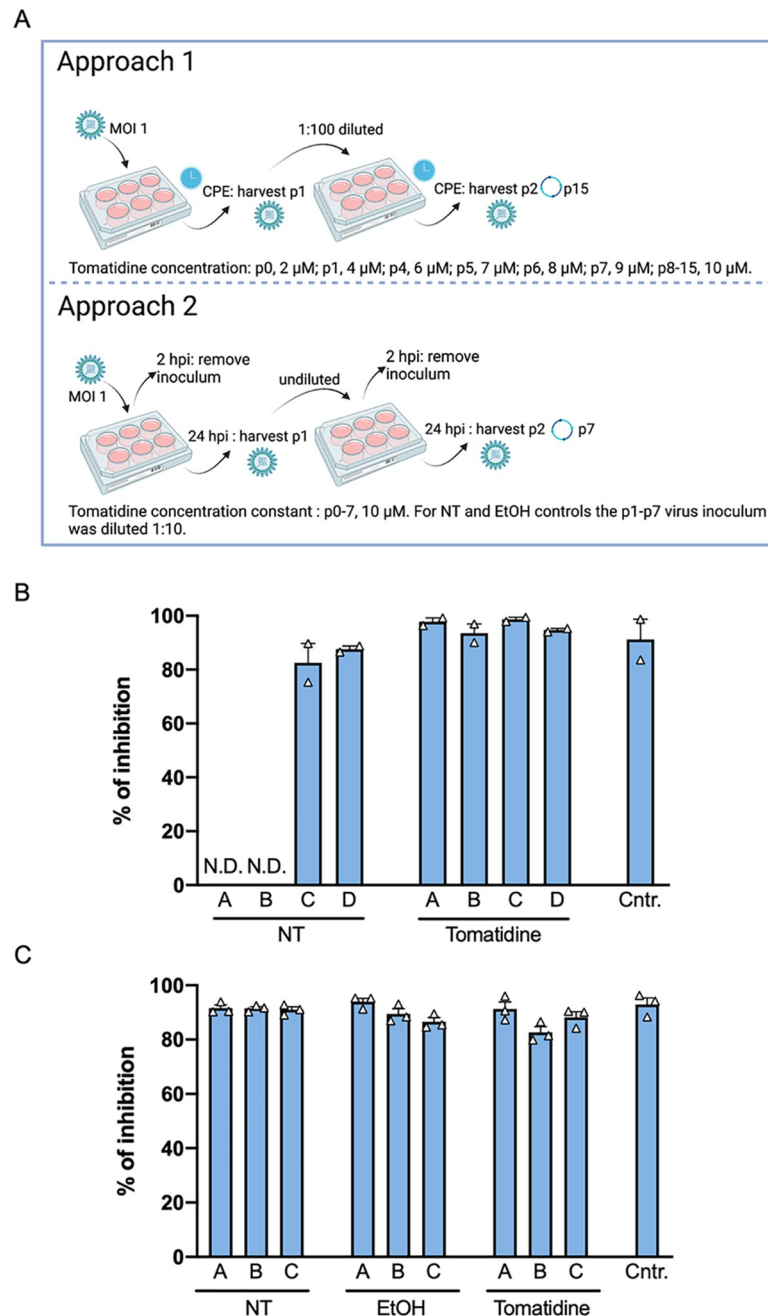 A
Approach 1
MOI 1
1:100 diluted
CPE: harvest p1
CPE: harvest p2
p15
Tomatidine concentration: p0, 2 µM; p1, 4 µM; p4, 6 µM; p5, 7 µM; p6, 8 µM; p7, 9 µM; p8-15, 10 µM.
Approach 2
2 hpi: remove
inoculum
2 hpi: remove
inoculum
MOI 1
undiluted
24 hpi : harvest p1
24 hpi : harvest p2
p7
Tomatidine concentration constant : p0-7, 10 µM. For NT and EtOH controls the p1-p7 virus inoculum
was diluted 1:10.
B
% of inhibition
100
80
60
40
20
0
N.D. N.D.
A B C D A B C D Cntr.
NT Tomatidine
C
% of inhibition
100
80
60
40
20
0
A B C A B C A B C Cntr.
NT EtOH Tomatidine